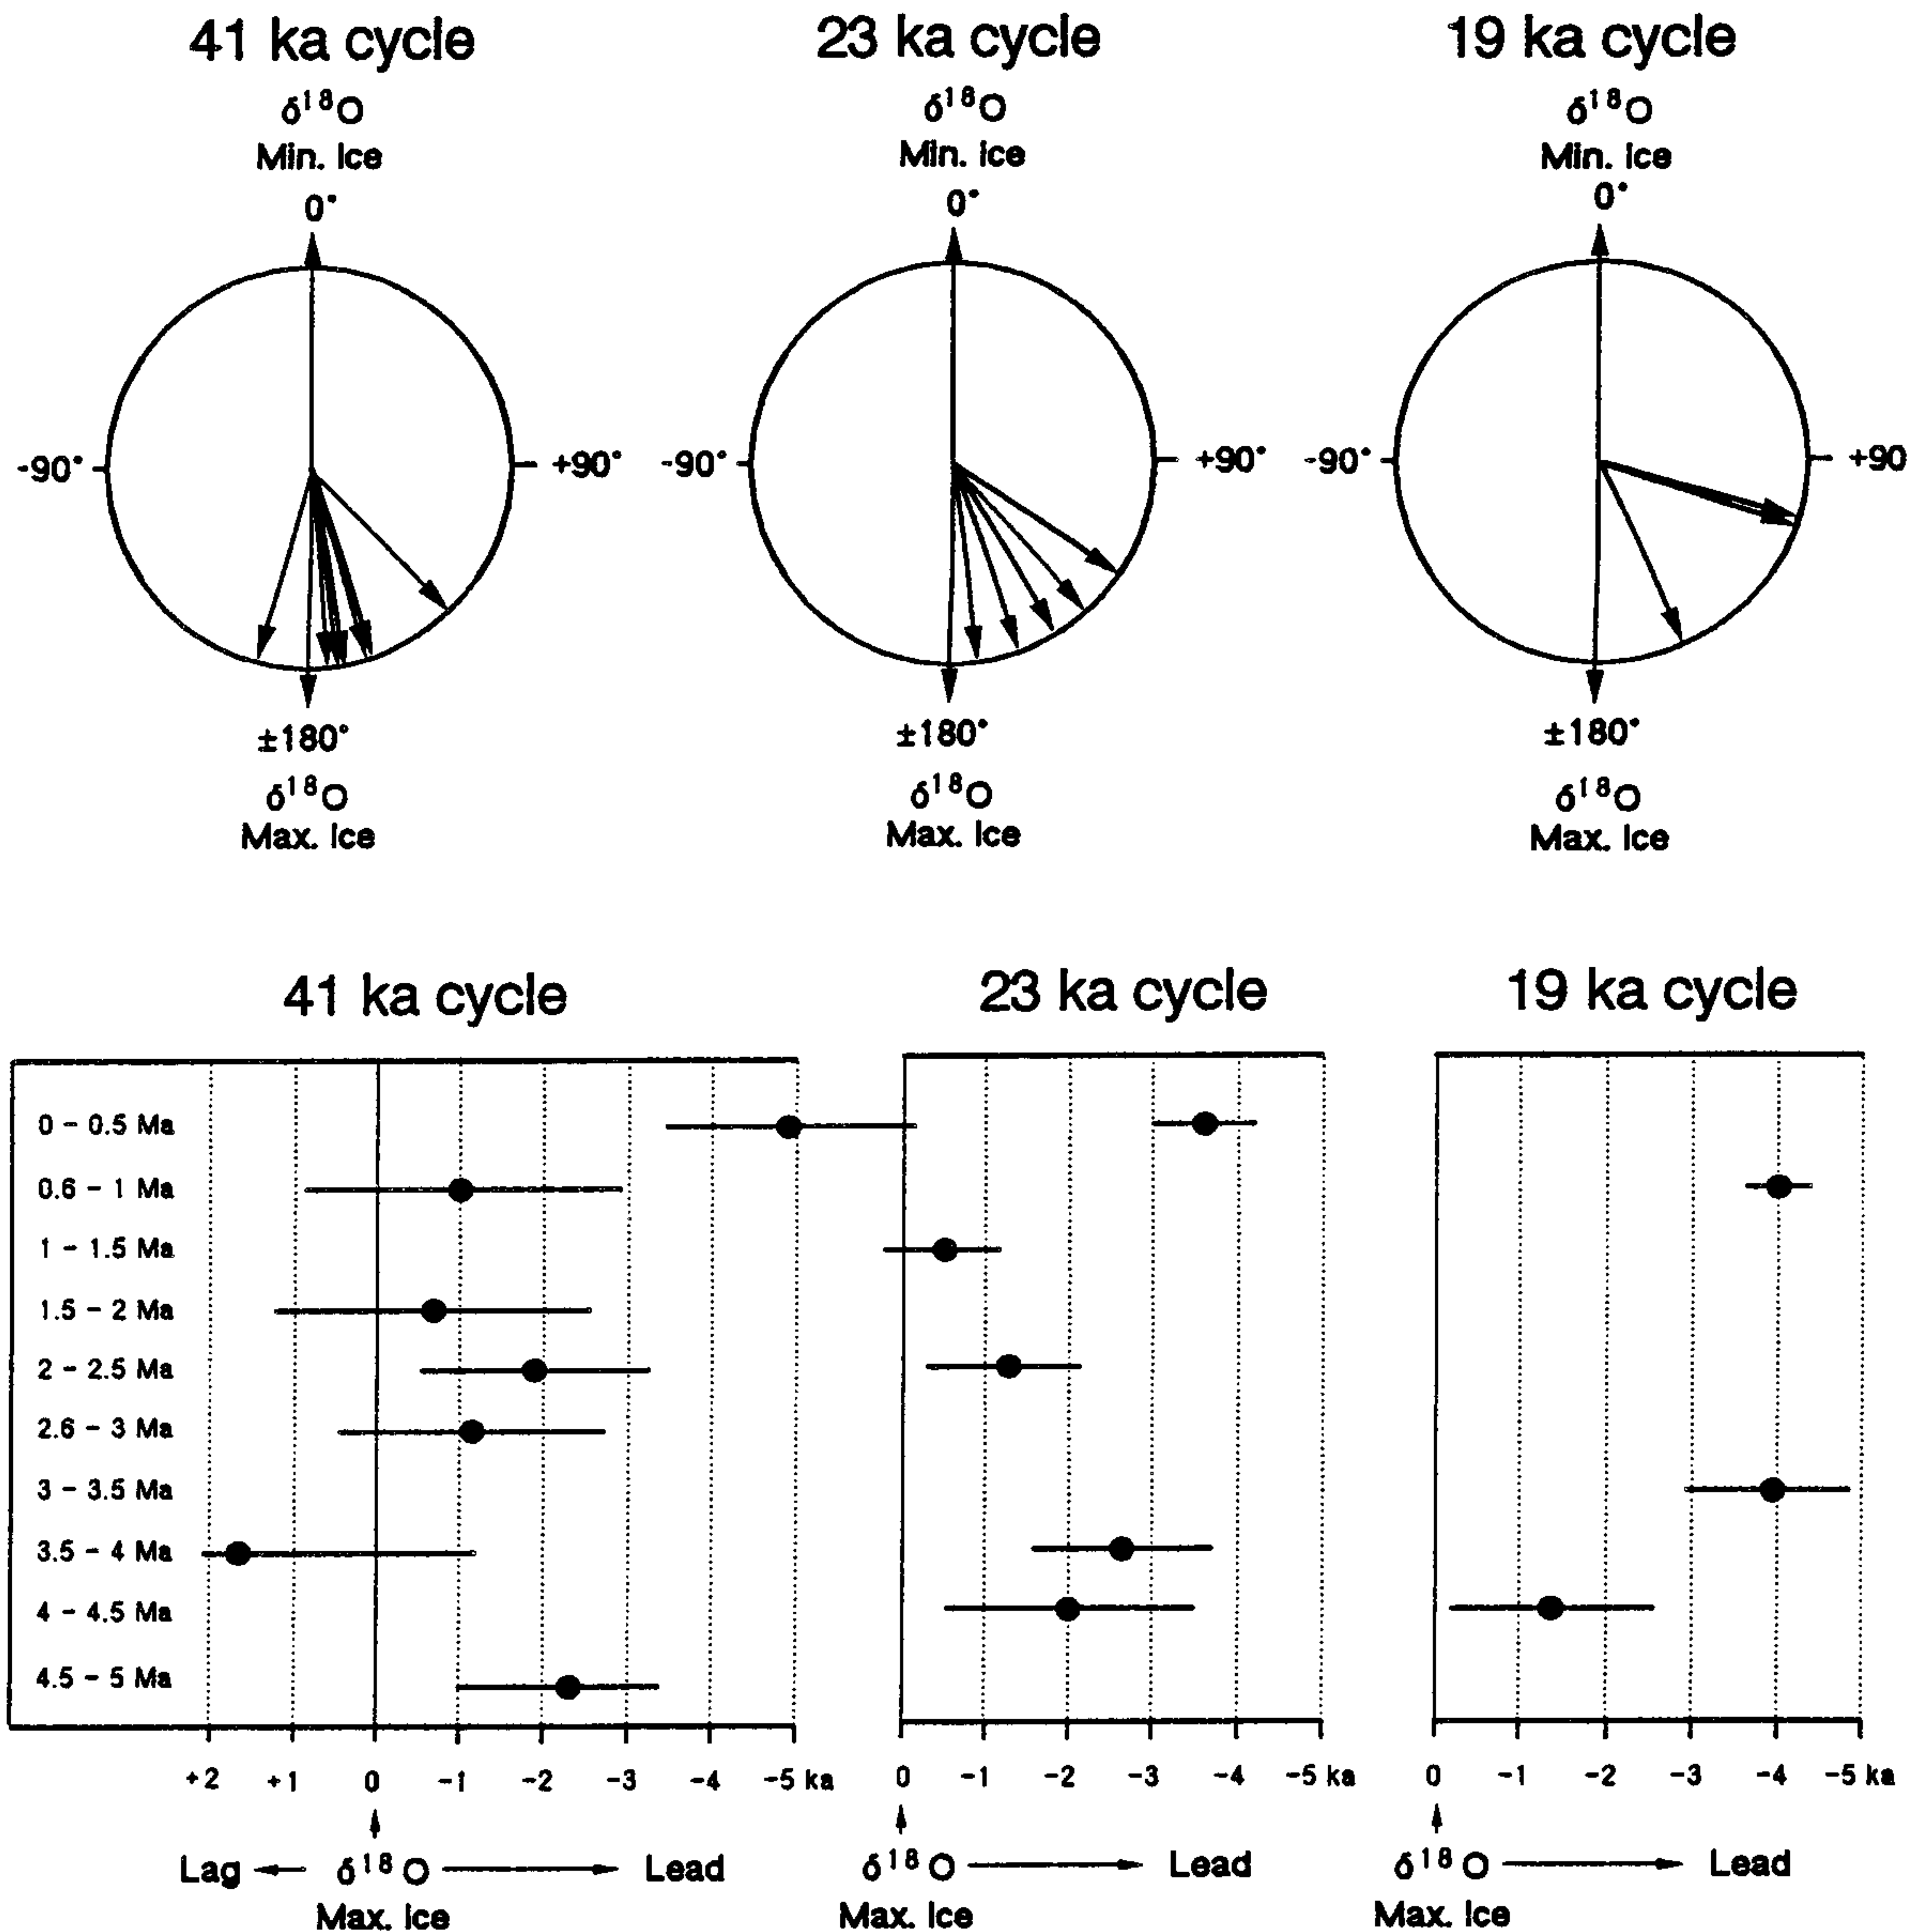 41 ka cycle
δ¹⁸O
Min. Ice
0°
-90°
+90°
±180°
δ¹⁸O
Max. Ice
23 ka cycle
δ¹⁸O
Min. Ice
0°
-90°
+90°
±180°
δ¹⁸O
Max. Ice
19 ka cycle
δ¹⁸O
Min. Ice
0°
-90°
+90
±180°
δ¹⁸O
Max. Ice
41 ka cycle
0 - 0.5 Ma
0.6 - 1 Ma
1 - 1.5 Ma
1.5 - 2 Ma
2 - 2.5 Ma
2.6 - 3 Ma
3 - 3.5 Ma
3.5 - 4 Ma
4 - 4.5 Ma
4.5 - 5 Ma
+2 +1 0 -1 -2 -3 -4 -5 ka
Lag δ¹⁸O Lead
Max. Ice
23 ka cycle
0 -1 -2 -3 -4 -5 ka
δ¹⁸O Lead
Max. Ice
19 ka cycle
0 -1 -2 -3 -4 -5 ka
δ¹⁸O Lead
Max. Ice